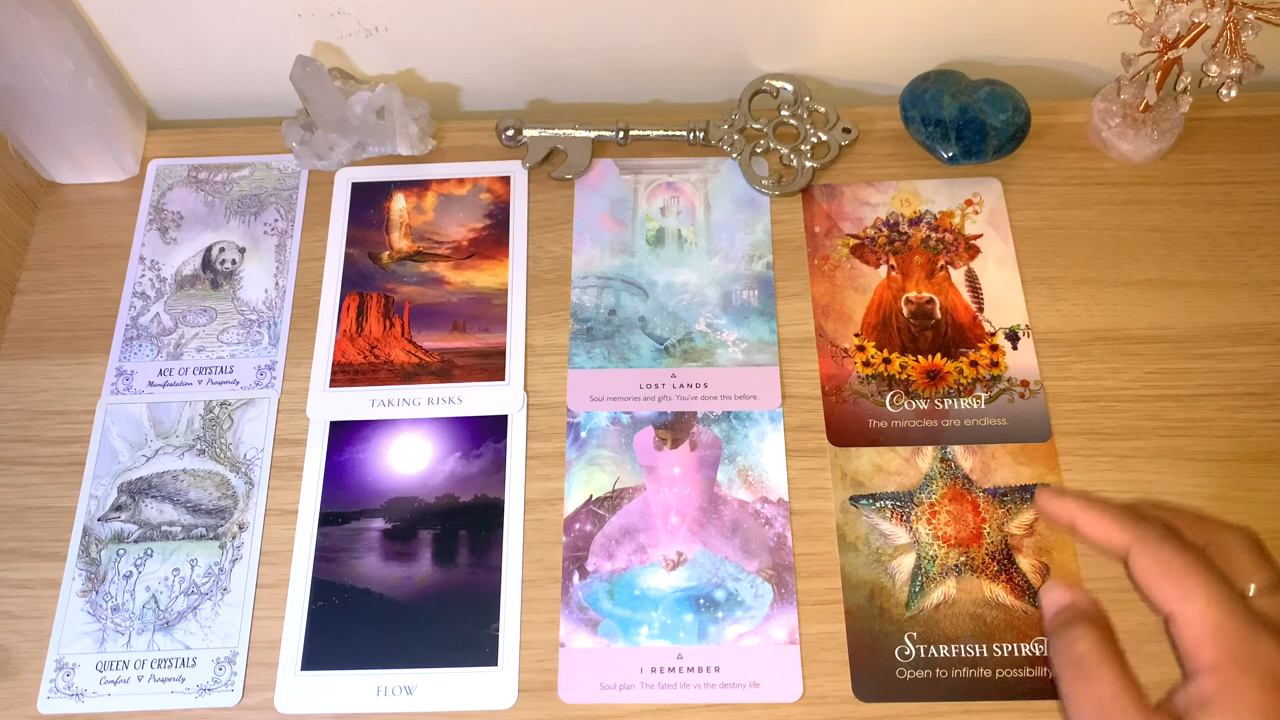 ACE OF CRYSTALS
Manifestation ▽ Prosperity
TAKING RISKS
LOST LANDS
Soul memories and gifts. You've done this before.
15
COW SPIRIT
The miracles are endless.
QUEEN OF CRYSTALS
Comfort ▽ Prosperity
FLOW
I REMEMBER
Soul plan. The fated life vs the destiny life.
STARFISH SPIRIT
Open to infinite possibility